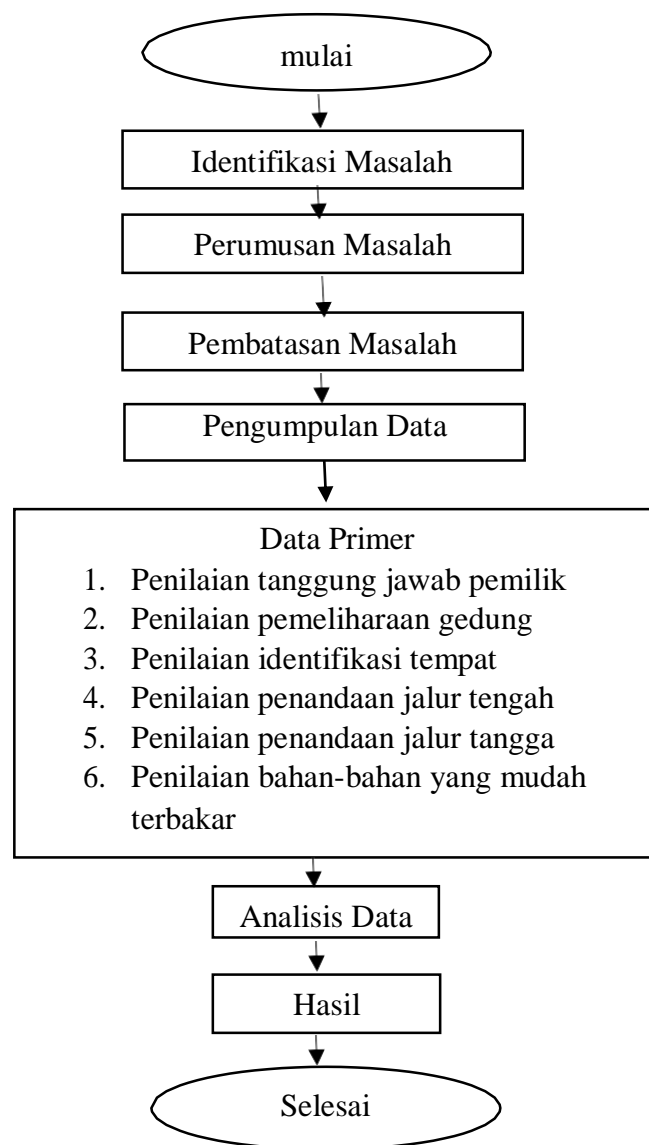 mulai
Identifikasi Masalah
Perumusan Masalah
Pembatasan Masalah
Pengumpulan Data
Data Primer
1. Penilaian tanggung jawab pemilik
2. Penilaian pemeliharaan gedung
3. Penilaian identifikasi tempat
4. Penilaian penandaan jalur tengah
5. Penilaian penandaan jalur tangga
6. Penilaian bahan-bahan yang mudah
terbakar
Analisis Data
Hasil
Selesai